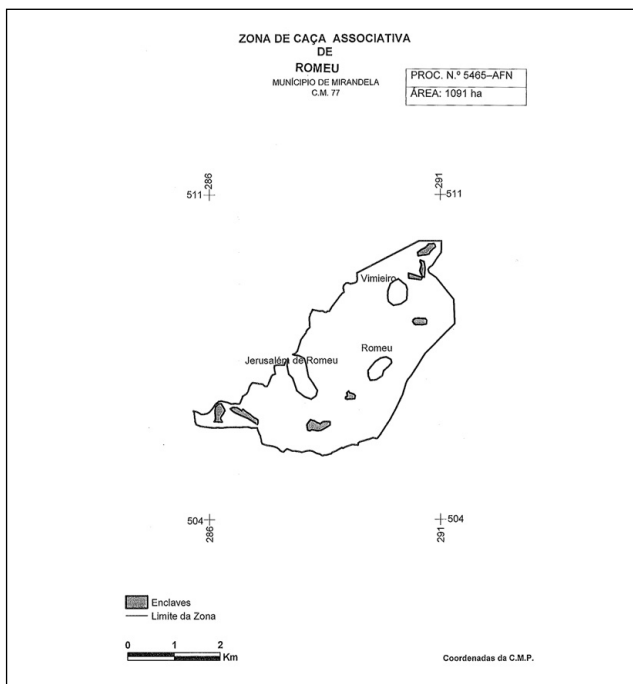 ZONA DE CAÇA ASSOCIATIVA
DE
ROMEU
MUNÍCIPIO DE MIRANDELA
C.M. 77
PROC. N.º 5465–AFN
ÁREA: 1091 ha
286
291
511
511
Vimieiro
Romeu
Jerusalém de Romeu
504
504
286
291
Enclaves
Limite da Zona
0 1 2
Km
Coordenadas da C.M.P.